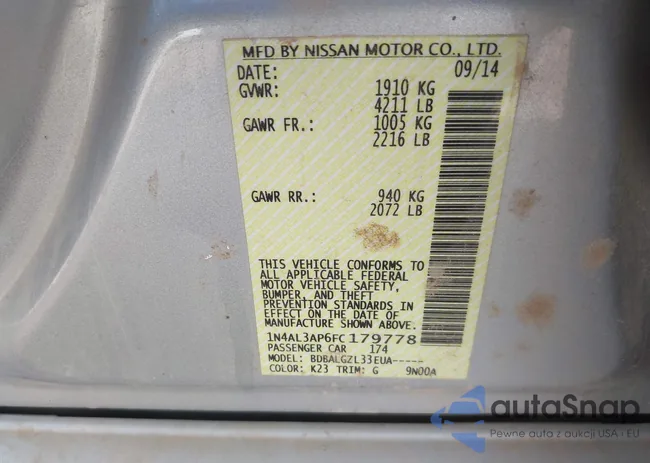 MFD BY NISSAN MOTOR CO., LTD.
DATE: 09/14
GVWR: 1910 KG
4211 LB
GAWR FR.: 1005 KG
2216 LB
GAWR RR.: 940 KG
2072 LB
THIS VEHICLE CONFORMS TO
ALL APPLICABLE FEDERAL
MOTOR VEHICLE SAFETY,
BUMPER, AND THEFT
PREVENTION STANDARDS IN
EFFECT ON THE DATE OF
MANUFACTURE SHOWN ABOVE.
1N4AL3AP6FC179778
PASSENGER CAR 174
MODEL: BDBALGZL33EUA-----
COLOR: K23 TRIM: G 9N00A
autoSnap
Pewne auta z aukcji USA i EU